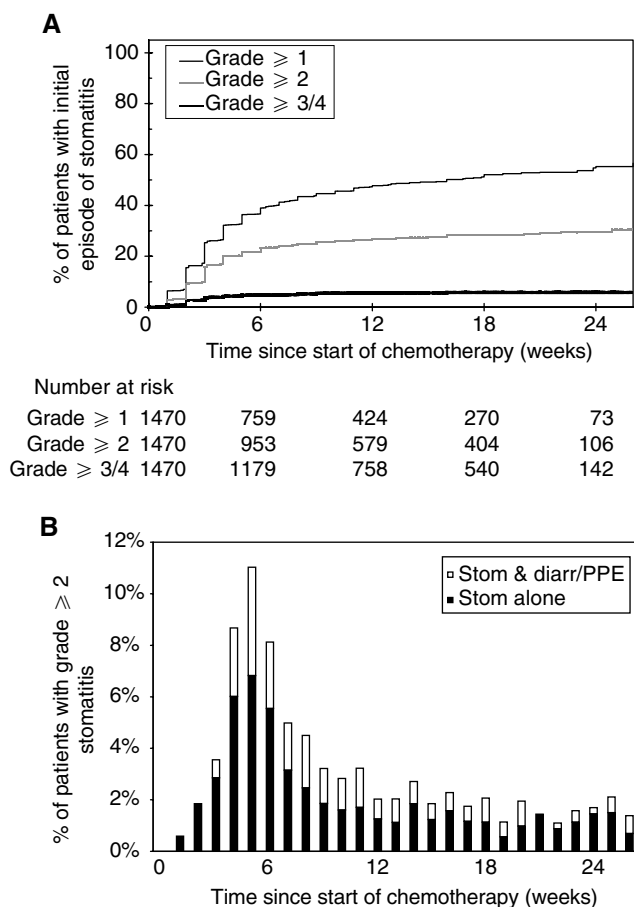 A
% of patients with initial
episode of stomatitis
100
80
60
40
20
0
Grade ⩾ 1
Grade ⩾ 2
Grade ⩾ 3/4
0 6 12 18 24
Time since start of chemotherapy (weeks)
Number at risk
Grade ⩾ 1 1470 759 424 270 73
Grade ⩾ 2 1470 953 579 404 106
Grade ⩾ 3/4 1470 1179 758 540 142
B
% of patients with grade ⩾ 2
stomatitis
12%
10%
8%
6%
4%
2%
0%
Stom & diarr/PPE
Stom alone
0 6 12 18 24
Time since start of chemotherapy (weeks)